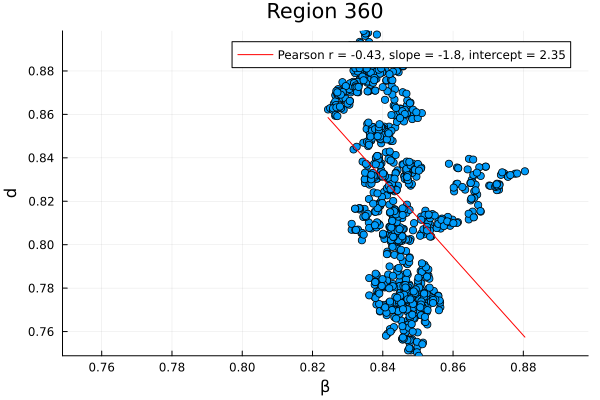 Region 360
Pearson r = -0.43, slope = -1.8, intercept = 2.35
0.88
0.86
0.84
0.82
0.80
0.78
0.76
d
0.76 0.78 0.80 0.82 0.84 0.86 0.88
β